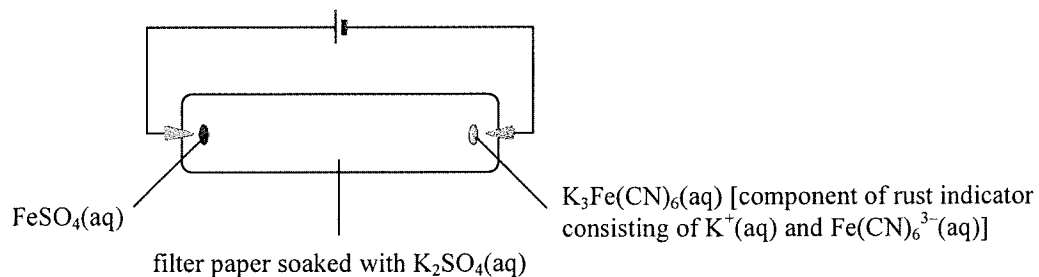 FeSO₄(aq)
K₃Fe(CN)₆(aq) [component of rust indicator
consisting of K⁺(aq) and Fe(CN)₆³⁻(aq)]
filter paper soaked with K₂SO₄(aq)